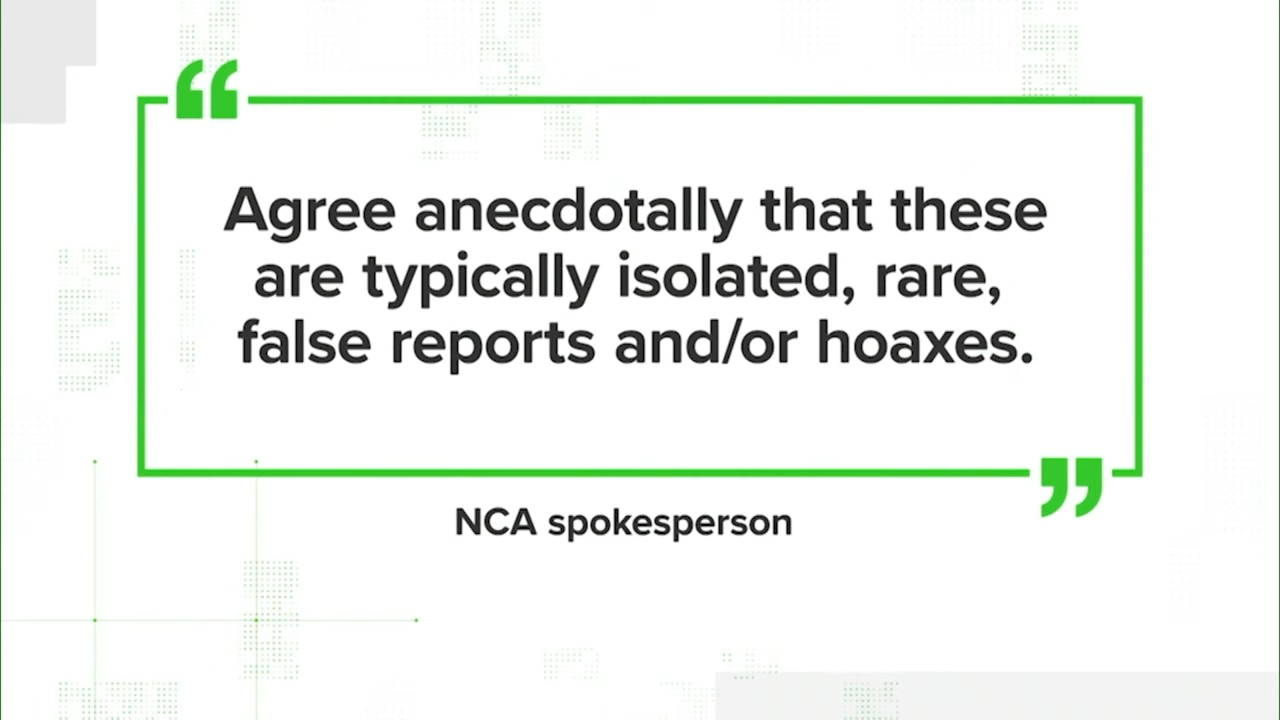 “
Agree anecdotally that these
are typically isolated, rare,
false reports and/or hoaxes.
”
NCA spokesperson